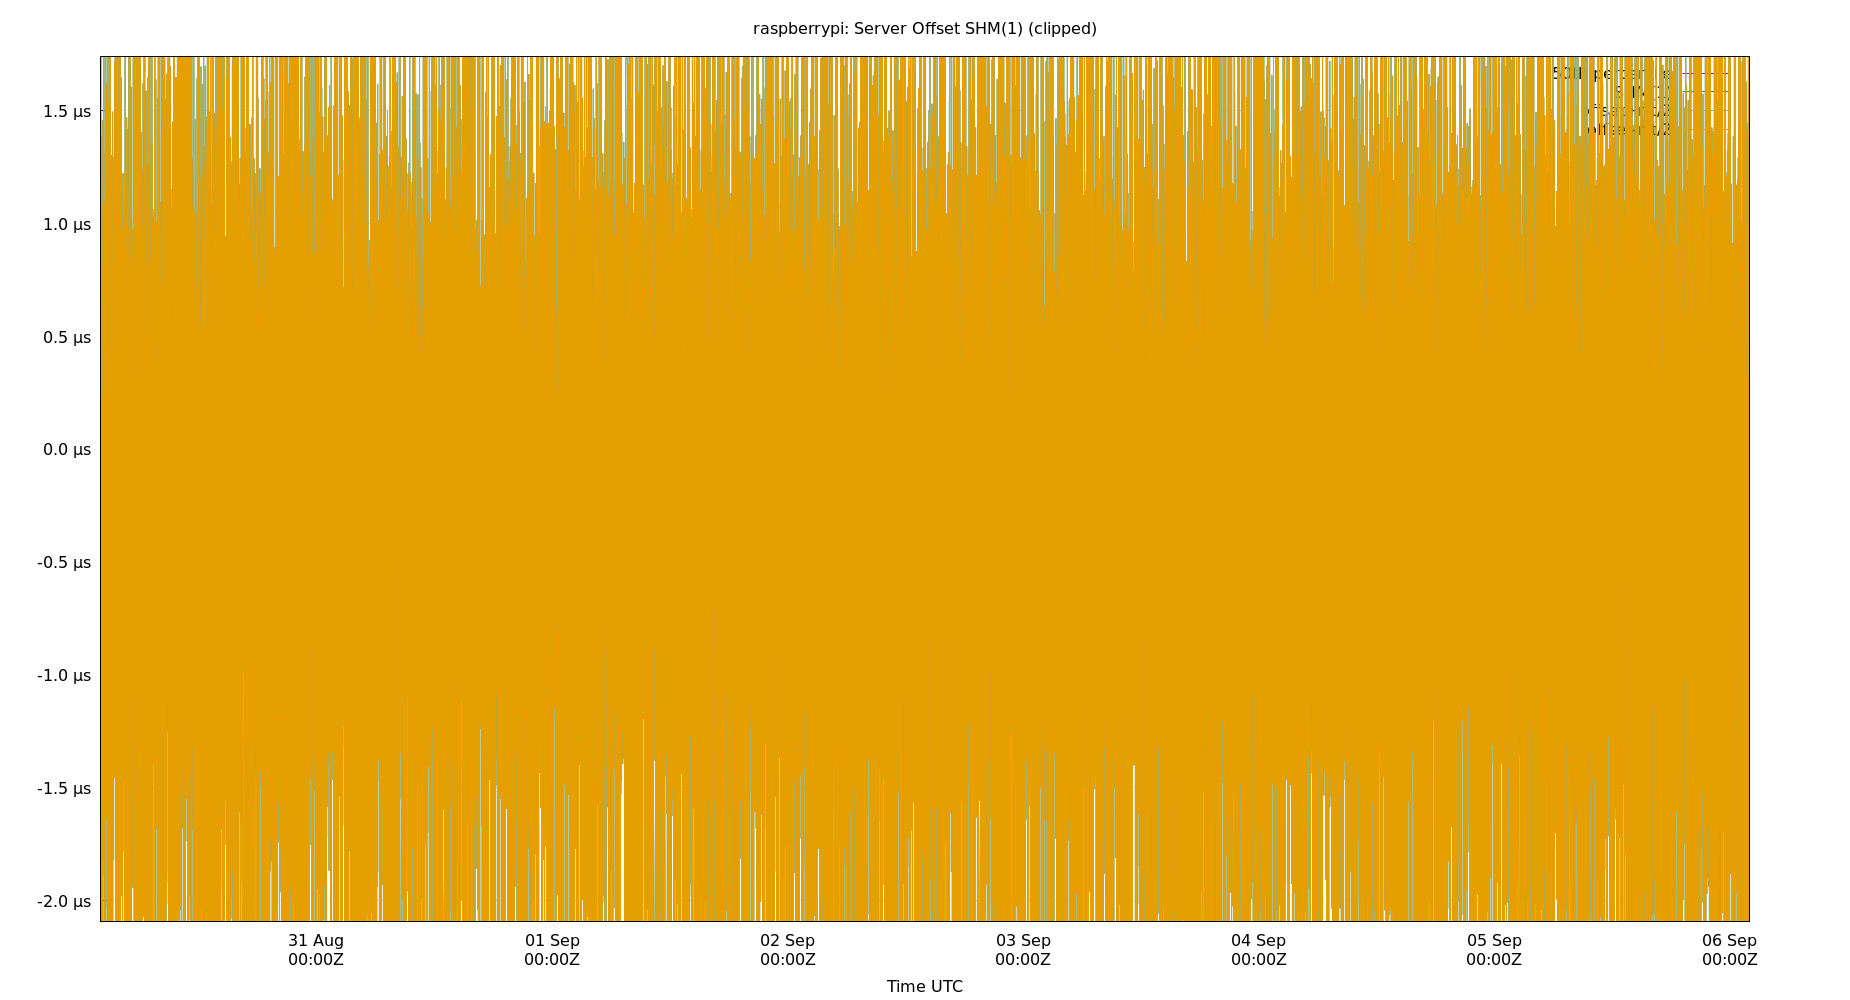 raspberrypi: Server Offset SHM(1) (clipped)
1.5 µs
1.0 µs
0.5 µs
0.0 µs
-0.5 µs
-1.0 µs
-1.5 µs
-2.0 µs
31 Aug 01 Sep 02 Sep 03 Sep 04 Sep 05 Sep 06 Sep
00:00Z 00:00Z 00:00Z 00:00Z 00:00Z 00:00Z 00:00Z
Time UTC